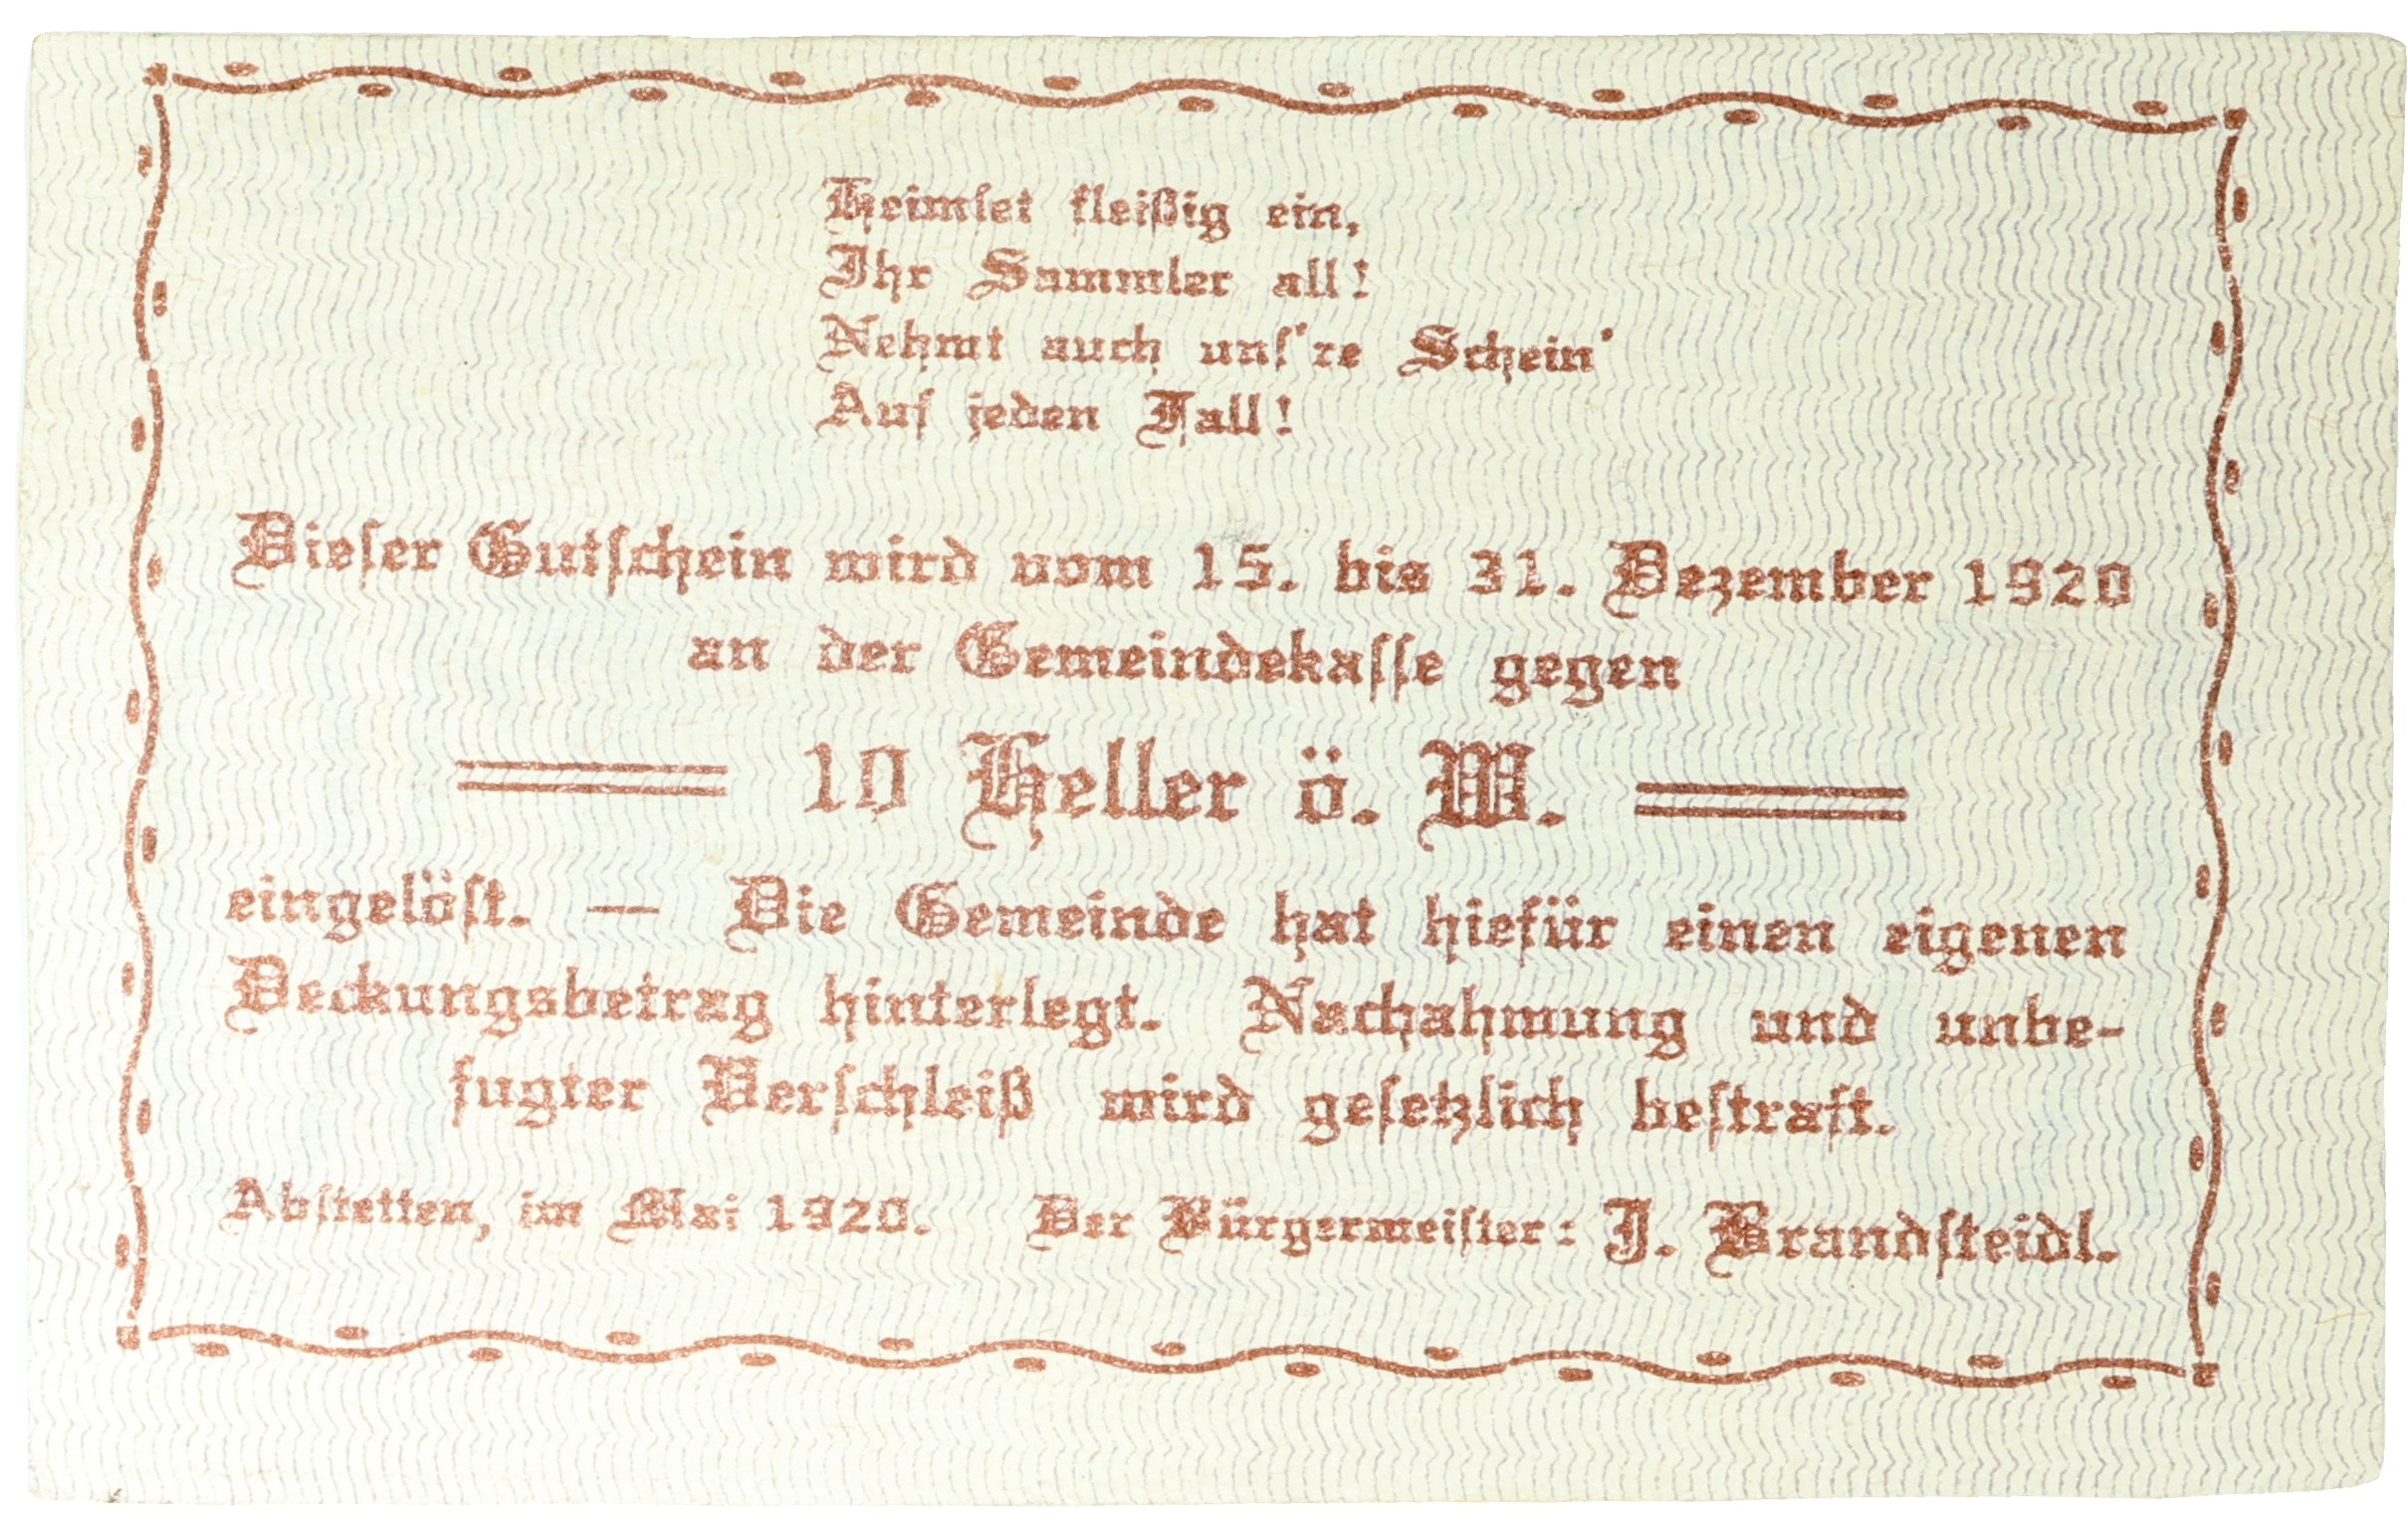 Heimset fleißig ein,
Ihr Sammler all!
Nehmt auch uns're Schein'
Auf jeden Fall!
Dieser Gutschein wird vom 15. bis 31. Dezember 1920
an der Gemeindekasse gegen
10 Heller ö. W.
eingelöst. — Die Gemeinde hat hiefür einen eigenen
Deckungsbetrag hinterlegt. Nachahmung und unbe-
fugter Verschleiß wird gesetzlich bestraft.
Abstetten, im Mai 1920. Der Bürgermeister: J. Brandsteidl.